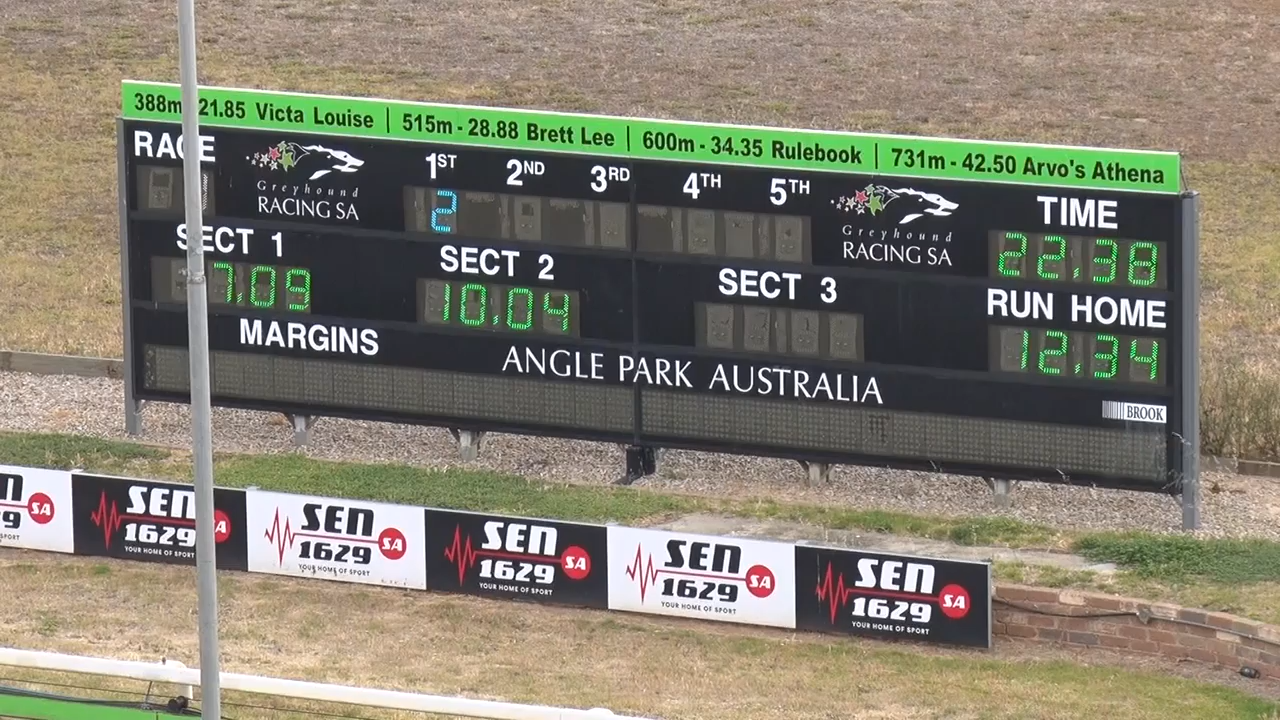 388m - 21.85 Victa Louise | 515m - 28.88 Brett Lee | 600m - 34.35 Rulebook | 731m - 42.50 Arvo's Athena
RACE
Greyhound
RACING SA
1ST 2ND 3RD 4TH 5TH
2
Greyhound
RACING SA
TIME
22.38
SECT 1
7.09
SECT 2
10.04
SECT 3
RUN HOME
12.34
MARGINS
ANGLE PARK AUSTRALIA
BROOK
SA
SPORT
SEN
1629
SA
YOUR HOME OF SPORT
SEN
1629
SA
YOUR HOME OF SPORT
SEN
1629
SA
YOUR HOME OF SPORT
SEN
1629
SA
YOUR HOME OF SPORT
SEN
1629
SA
YOUR HOME OF SPORT